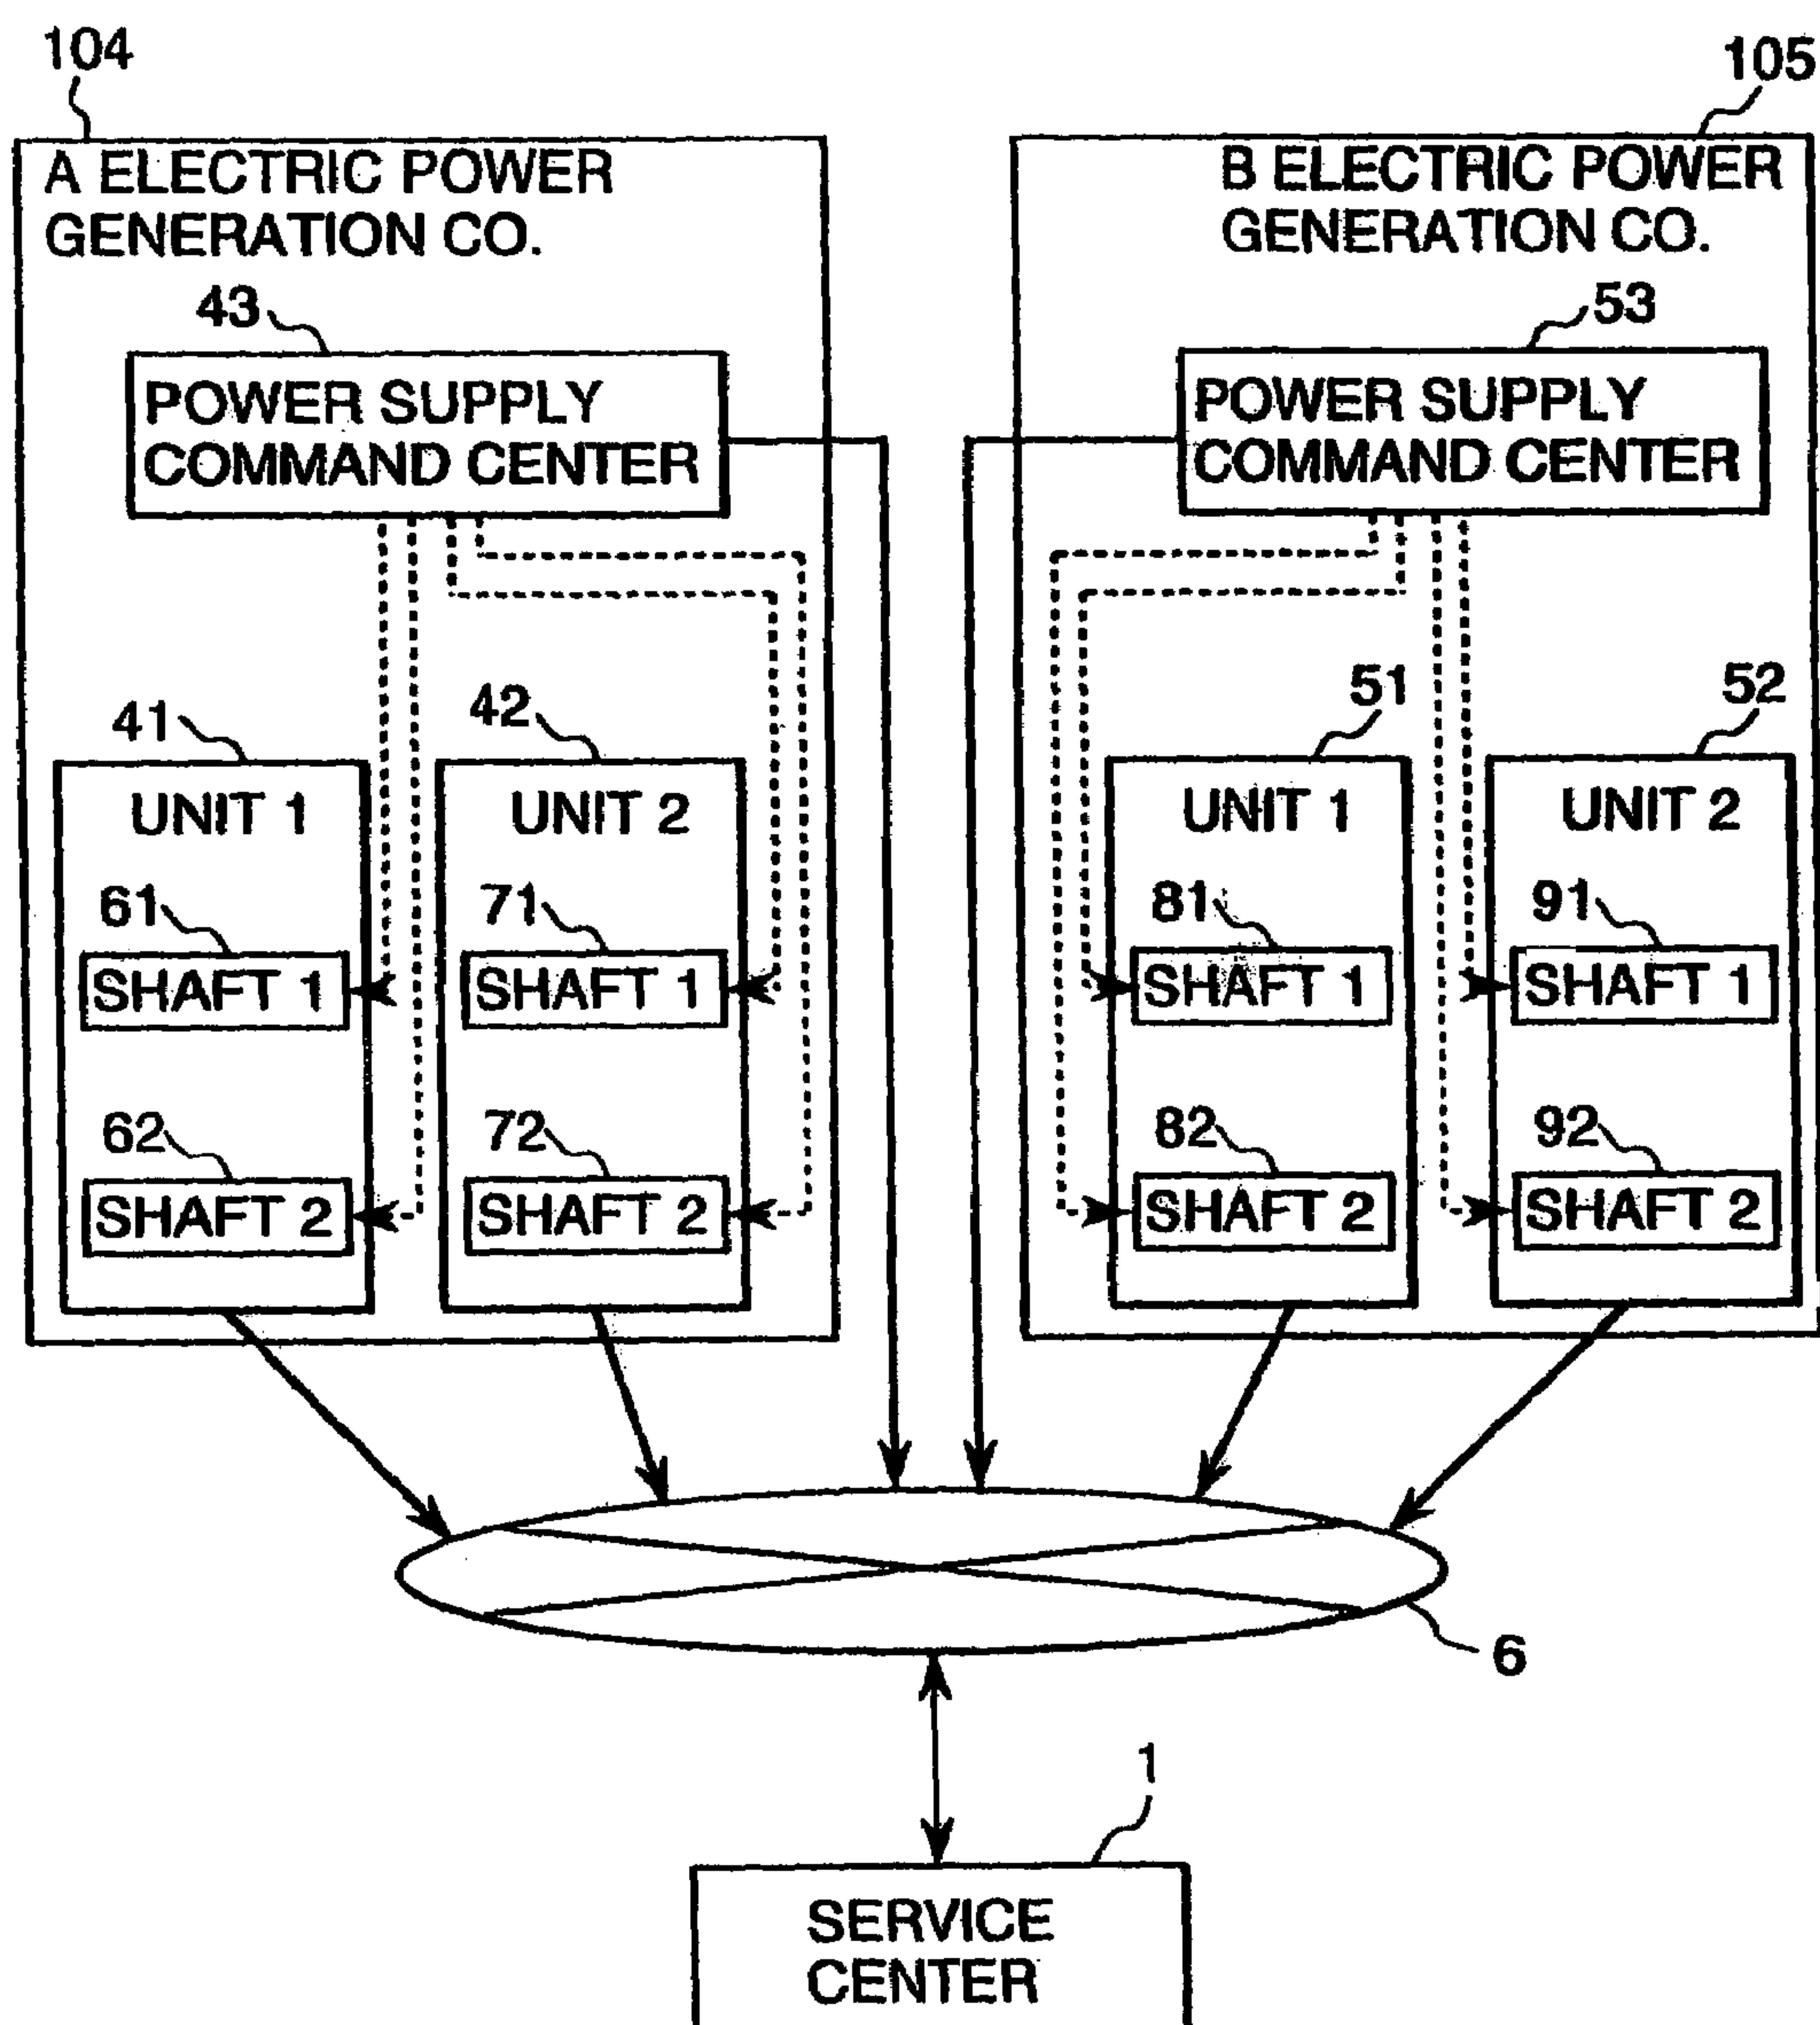 104
105
A ELECTRIC POWER
GENERATION CO.
B ELECTRIC POWER
GENERATION CO.
43
53
POWER SUPPLY
COMMAND CENTER
POWER SUPPLY
COMMAND CENTER
41
42
51
52
UNIT 1
UNIT 2
UNIT 1
UNIT 2
61
71
81
91
SHAFT 1
SHAFT 1
SHAFT 1
SHAFT 1
62
72
82
92
SHAFT 2
SHAFT 2
SHAFT 2
SHAFT 2
6
1
SERVICE
CENTER